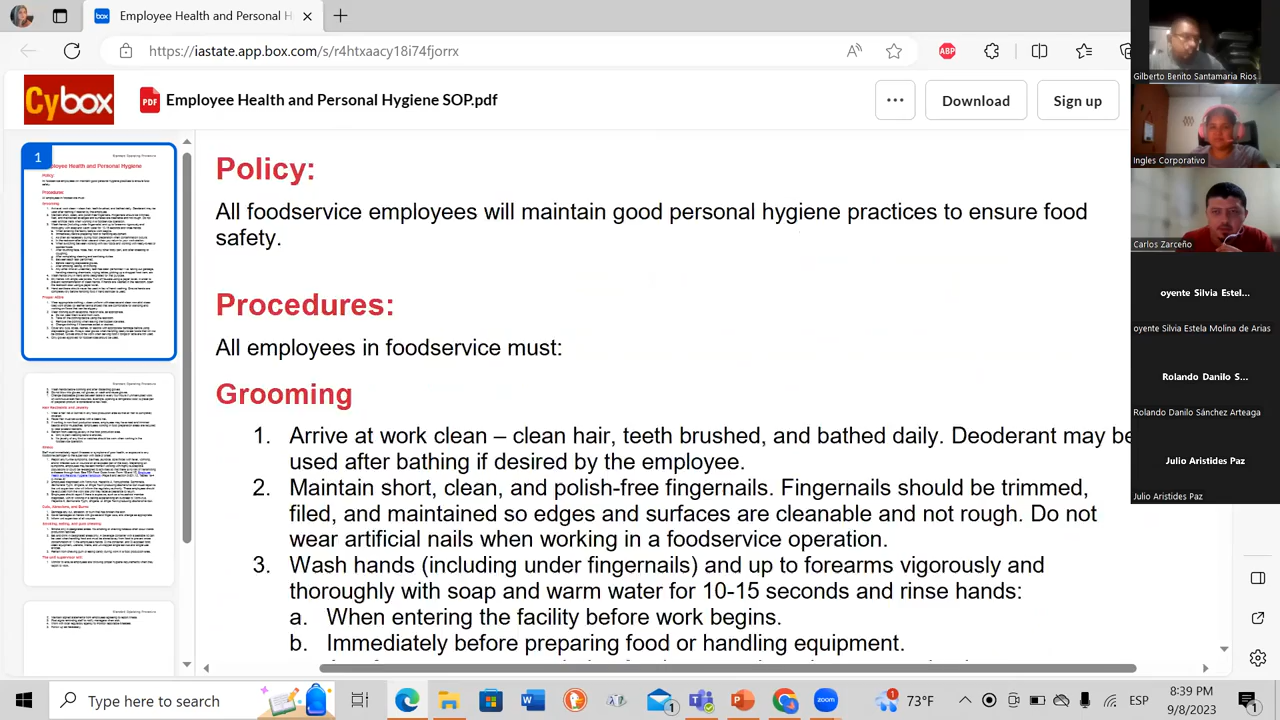 Employee Health and Personal H
https://iastate.app.box.com/s/r4htxaacy18i74fjorrx
ABP
Cybox
PDF
Employee Health and Personal Hygiene SOP.pdf
Download
Sign up
1
Policy:
All foodservice employees will maintain good personal hygiene practices to ensure food
safety.
Procedures:
All employees in foodservice must:
Grooming
1. Arrive at work clean – clean hair, teeth brushed, and bathed daily. Deoderant may be
used after bathing if desired by the employee.
2. Maintain short, clean, and polish-free fingernails. Fingernails should be trimmed,
filed, and maintained so edges and surfaces are cleanable and not rough. Do not
wear artificial nails when working in a foodservice operation.
3. Wash hands (including under fingernails) and up to forearms vigorously and
thoroughly with soap and warm water for 10-15 seconds and rinse hands:
a. When entering the facility before work begins.
b. Immediately before preparing food or handling equipment.
Gilberto Benito Santamaria Rios
Ingles Corporativo
Carlos Zarceño
oyente Silvia Estel...
oyente Silvia Estela Molina de Arias
Rolando Danilo S...
Rolando Danilo Sánchez Arteaga
Julio Aristides Paz
Julio Aristides Paz
Type here to search
73°F
ESP
8:39 PM
9/8/2023